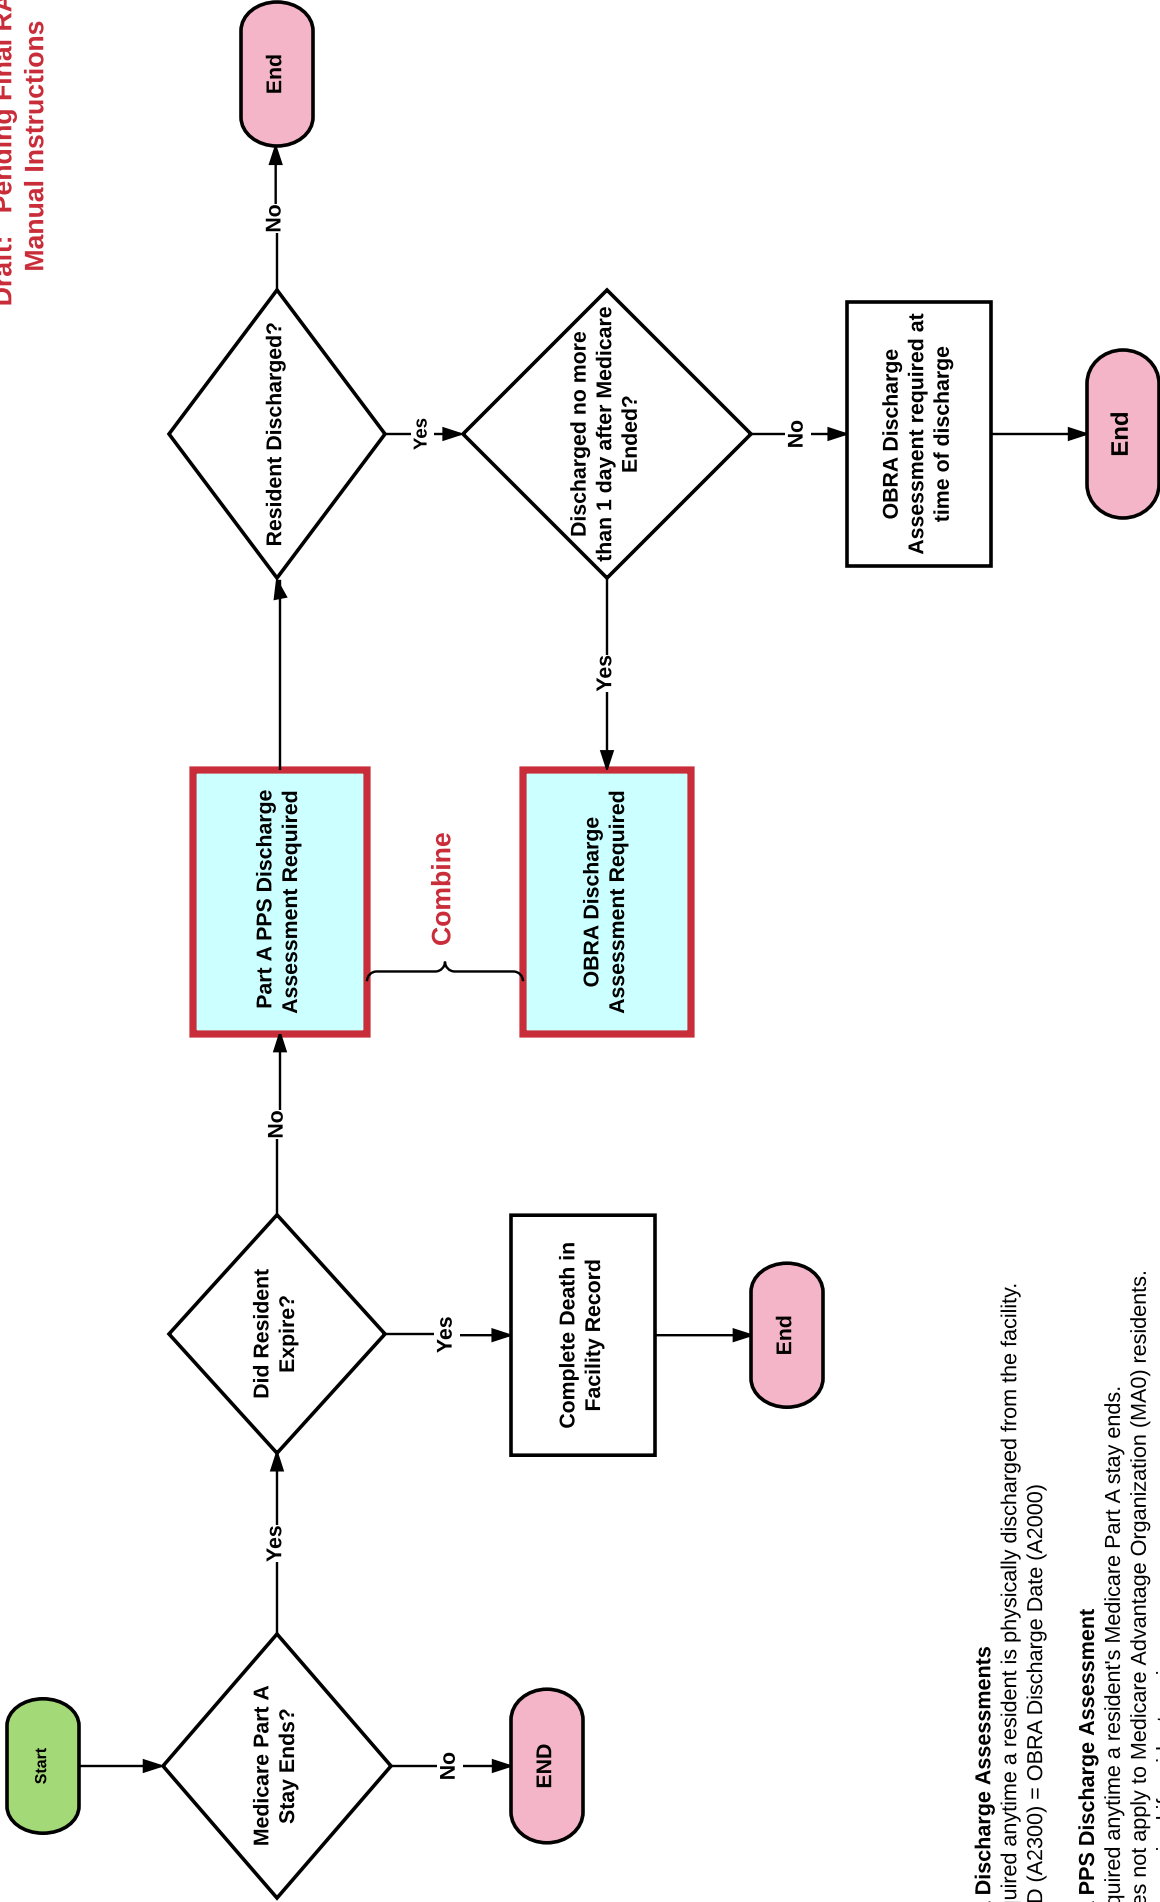 Draft: Pending Final
Manual Instructions
Start
Medicare Part A
Stay Ends?
No
END
Yes
Did Resident
Expire?
Yes
Complete Death in
Facility Record
End
No
Part A PPS Discharge
Assessment Required
Combine
OBRA Discharge
Assessment Required
Resident Discharged?
No
End
Yes
Discharged no more
than 1 day after Medicare
Ended?
Yes
No
OBRA Discharge
Assessment required at
time of discharge
End
Discharge Assessments
anytime a resident is physically discharged from the facility.
(A2300) = OBRA Discharge Date (A2000)
PPS Discharge Assessment
anytime a resident's Medicare Part A stay ends.
not apply to Medicare Advantage Organization (MA0) residents.